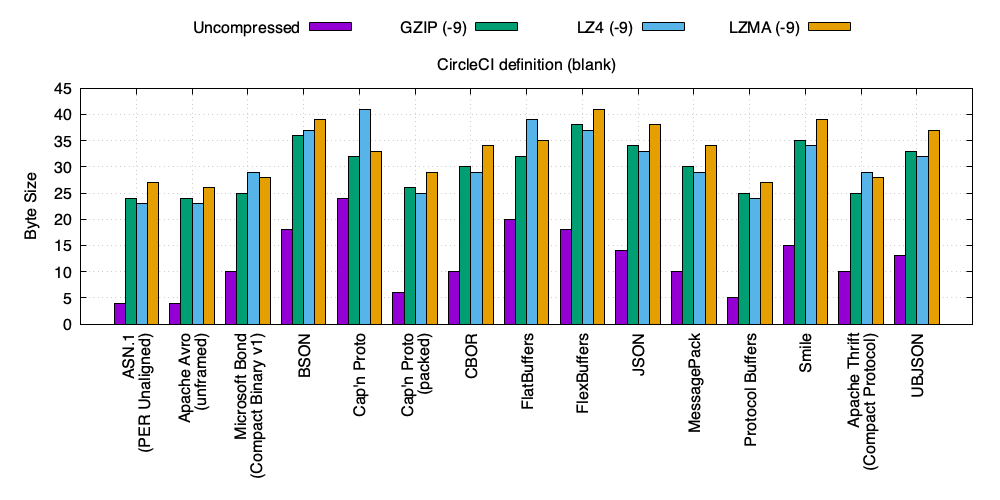 Uncompressed
GZIP (-9)
LZ4 (-9)
LZMA (-9)
CircleCI definition (blank)
Byte Size
45
40
35
30
25
20
15
10
5
0
ASN.1
(PER Unaligned)
Apache Avro
(unframed)
Microsoft Bond
(Compact Binary v1)
BSON
Cap'n Proto
Cap'n Proto
(packed)
CBOR
FlatBuffers
FlexBuffers
JSON
MessagePack
Protocol Buffers
Smile
Apache Thrift
(Compact Protocol)
UBJSON